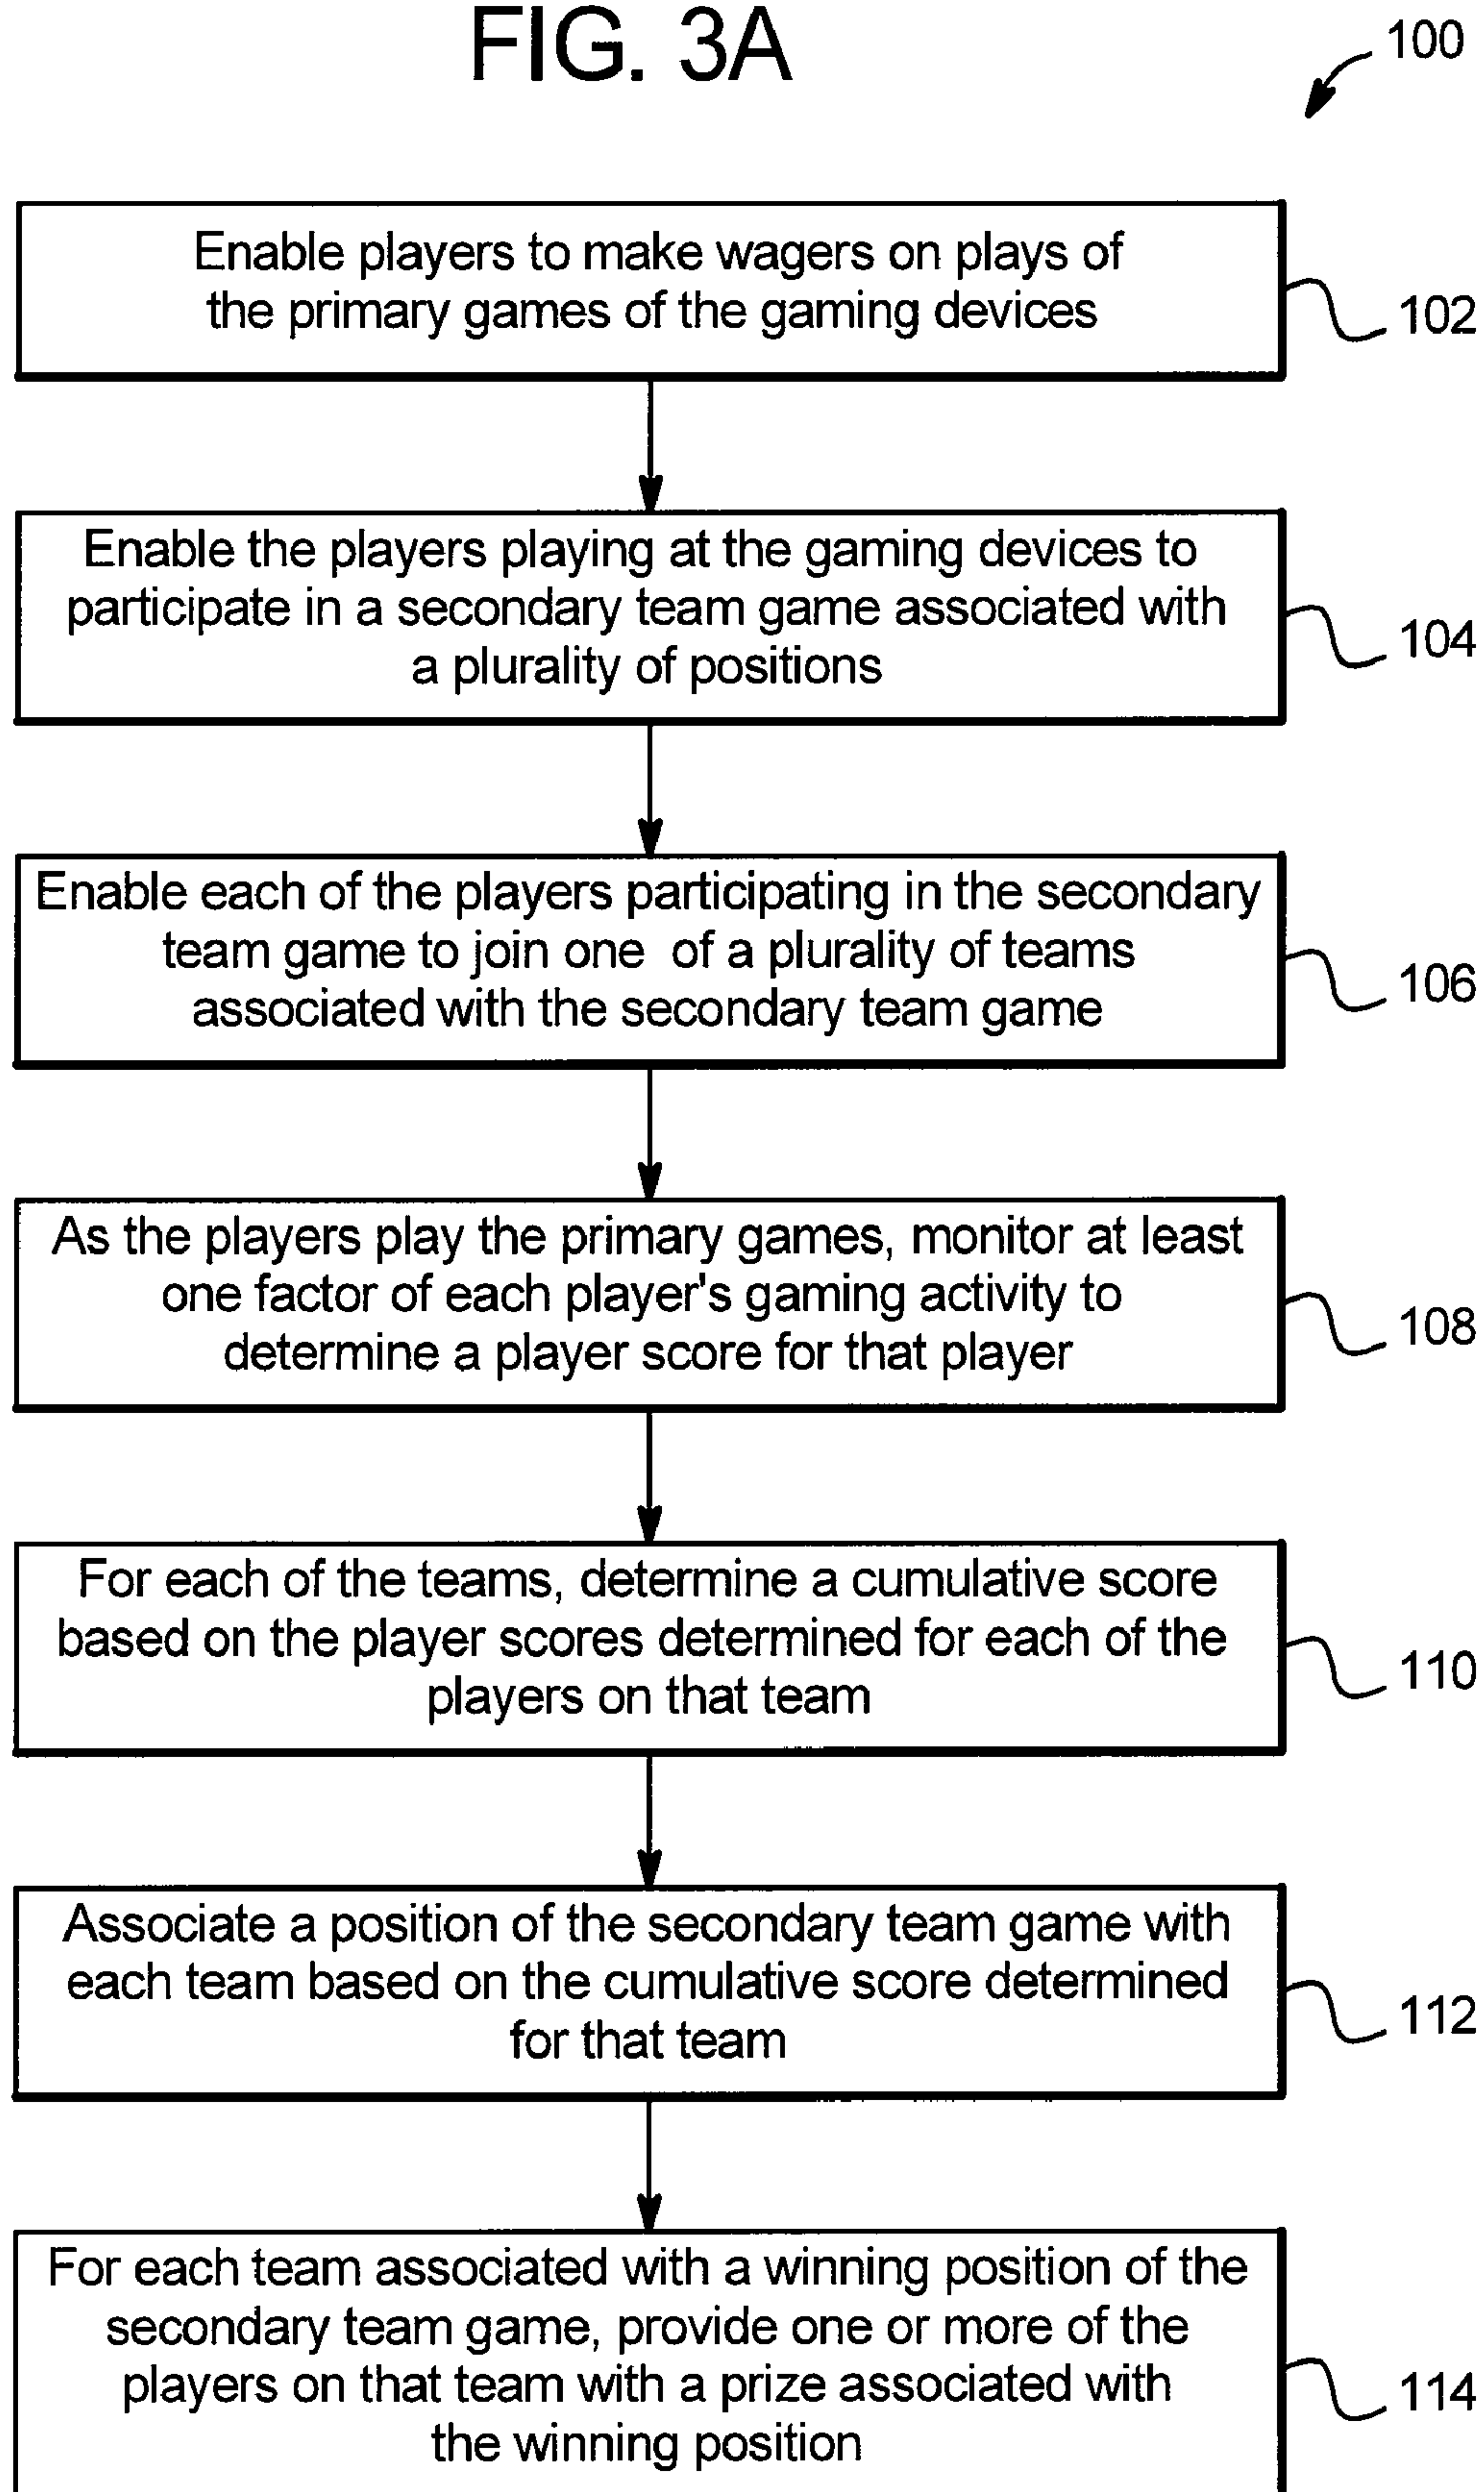 FIG. 3A
100
Enable players to make wagers on plays of
the primary games of the gaming devices
102
Enable the players playing at the gaming devices to
participate in a secondary team game associated with
a plurality of positions
104
Enable each of the players participating in the secondary
team game to join one of a plurality of teams
associated with the secondary team game
106
As the players play the primary games, monitor at least
one factor of each player's gaming activity to
determine a player score for that player
108
For each of the teams, determine a cumulative score
based on the player scores determined for each of the
players on that team
110
Associate a position of the secondary team game with
each team based on the cumulative score determined
for that team
112
For each team associated with a winning position of the
secondary team game, provide one or more of the
players on that team with a prize associated with
the winning position
114